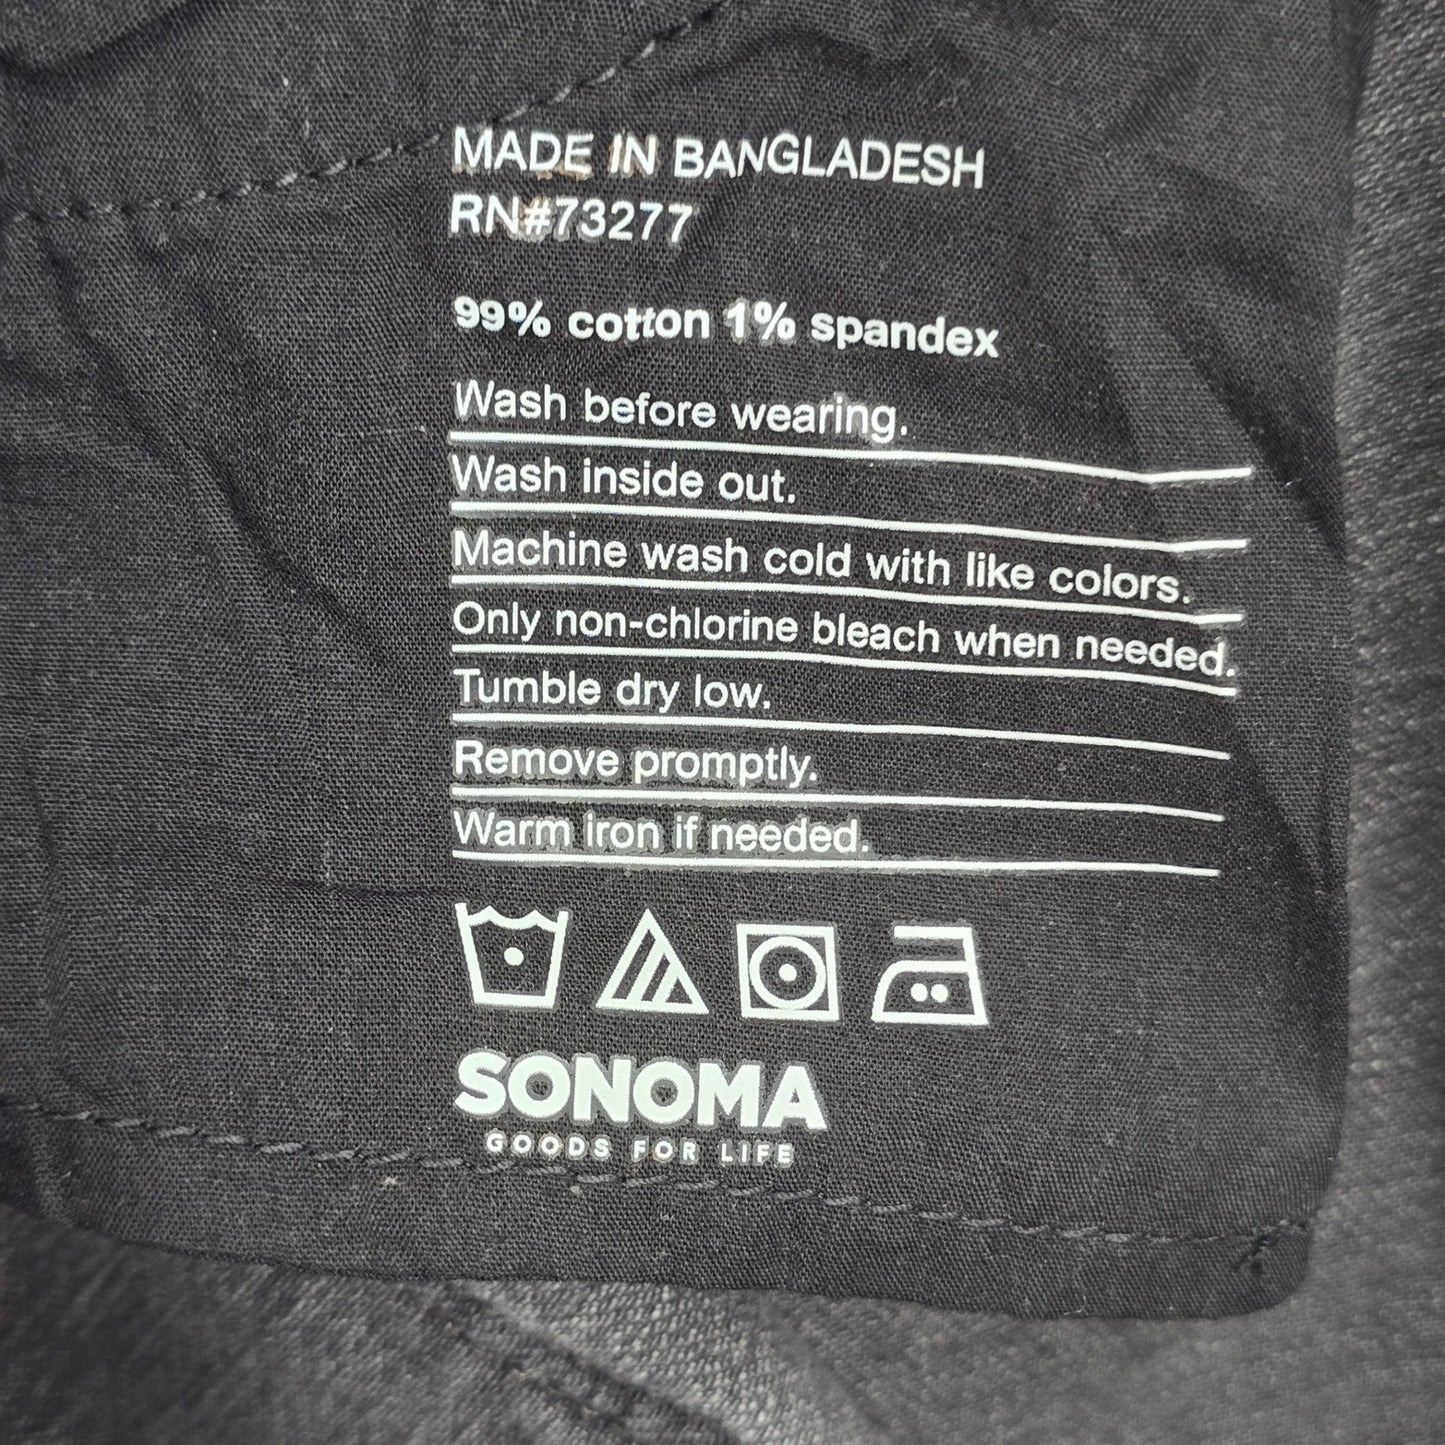 MADE IN BANGLADESH
RN#73277
99% cotton 1% spandex
Wash before wearing.
Wash inside out.
Machine wash cold with like colors.
Only non-chlorine bleach when needed.
Tumble dry low.
Remove promptly.
Warm iron if needed.
SONOMA
GOODS FOR LIFE